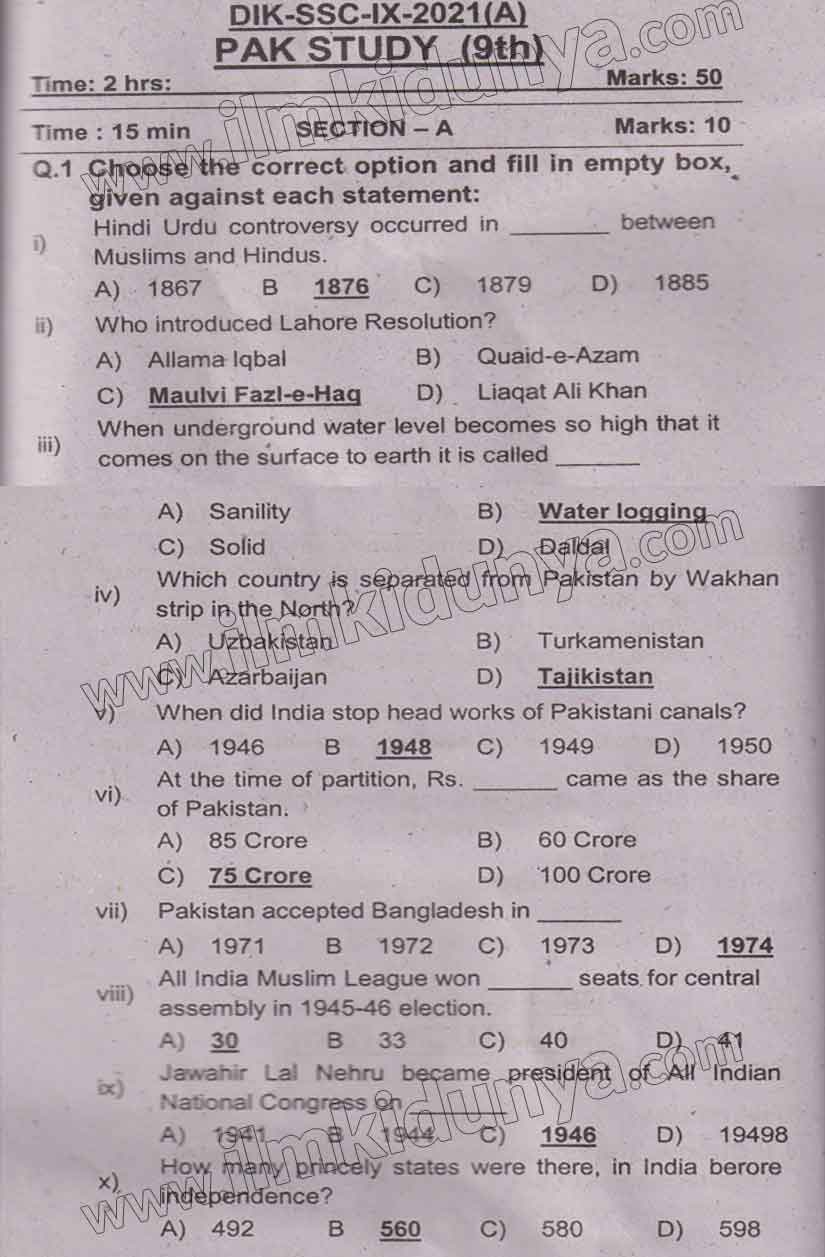 DIK-SSC-IX-2021(A)
PAK STUDY (9th)
Time: 2 hrs: Marks: 50
Time : 15 min SECTION – A Marks: 10
Q.1 Choose the correct option and fill in empty box,
given against each statement:
i) Hindi Urdu controversy occurred in ________ between
Muslims and Hindus.
A) 1867 B 1876 C) 1879 D) 1885
ii) Who introduced Lahore Resolution?
A) Allama Iqbal B) Quaid-e-Azam
C) Maulvi Fazl-e-Haq D) Liaqat Ali Khan
iii) When underground water level becomes so high that it
comes on the surface to earth it is called _______
A) Sanility B) Water logging
C) Solid D) Daldal
iv) Which country is separated from Pakistan by Wakhan
strip in the North?
A) Uzbakistan B) Turkamenistan
C) Azarbaijan D) Tajikistan
v) When did India stop head works of Pakistani canals?
A) 1946 B 1948 C) 1949 D) 1950
vi) At the time of partition, Rs. _______ came as the share
of Pakistan.
A) 85 Crore B) 60 Crore
C) 75 Crore D) 100 Crore
vii) Pakistan accepted Bangladesh in _______
A) 1971 B 1972 C) 1973 D) 1974
viii) All India Muslim League won _______ seats for central
assembly in 1945-46 election.
A) 30 B 33 C) 40 D) 41
ix) Jawahir Lal Nehru became president of All Indian
National Congress on ________
A) 1941 B 1944 C) 1946 D) 19498
x) How many princely states were there, in India berore
independence?
A) 492 B 560 C) 580 D) 598
www.ilmkidunya.com
www.ilmkidunya.com
www.ilmkidunya.com